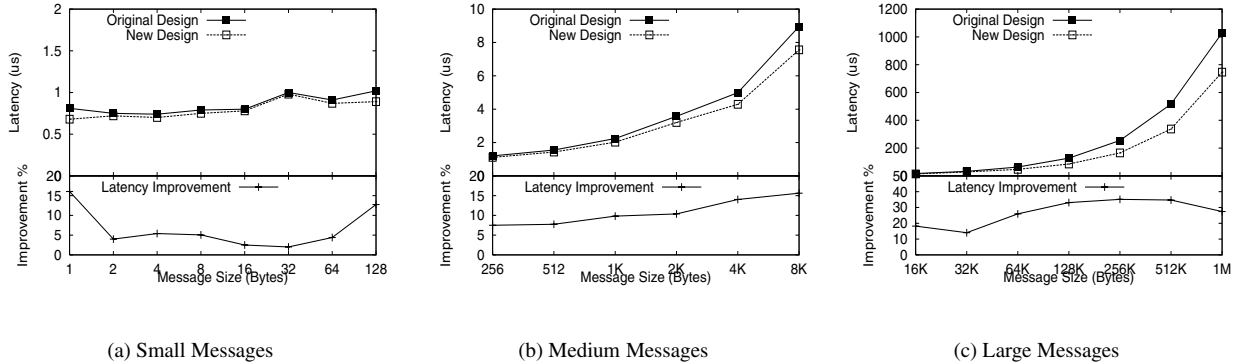 2
Original Design
New Design
1.5
1
0.5
0
Latency (us)
20
Latency Improvement
15
10
5
0
Improvement %
1 2 4 8 16 32 64 128
Message Size (Bytes)
(a) Small Messages
10
Original Design
New Design
8
6
4
2
0
Latency (us)
20
Latency Improvement
15
10
5
0
Improvement %
256 512 1K 2K 4K 8K
Message Size (Bytes)
(b) Medium Messages
1200
Original Design
New Design
1000
800
600
400
200
0
Latency (us)
50
Latency Improvement
40
30
20
10
0
Improvement %
16K 32K 64K 128K 256K 512K 1M
Message Size (Bytes)
(c) Large Messages